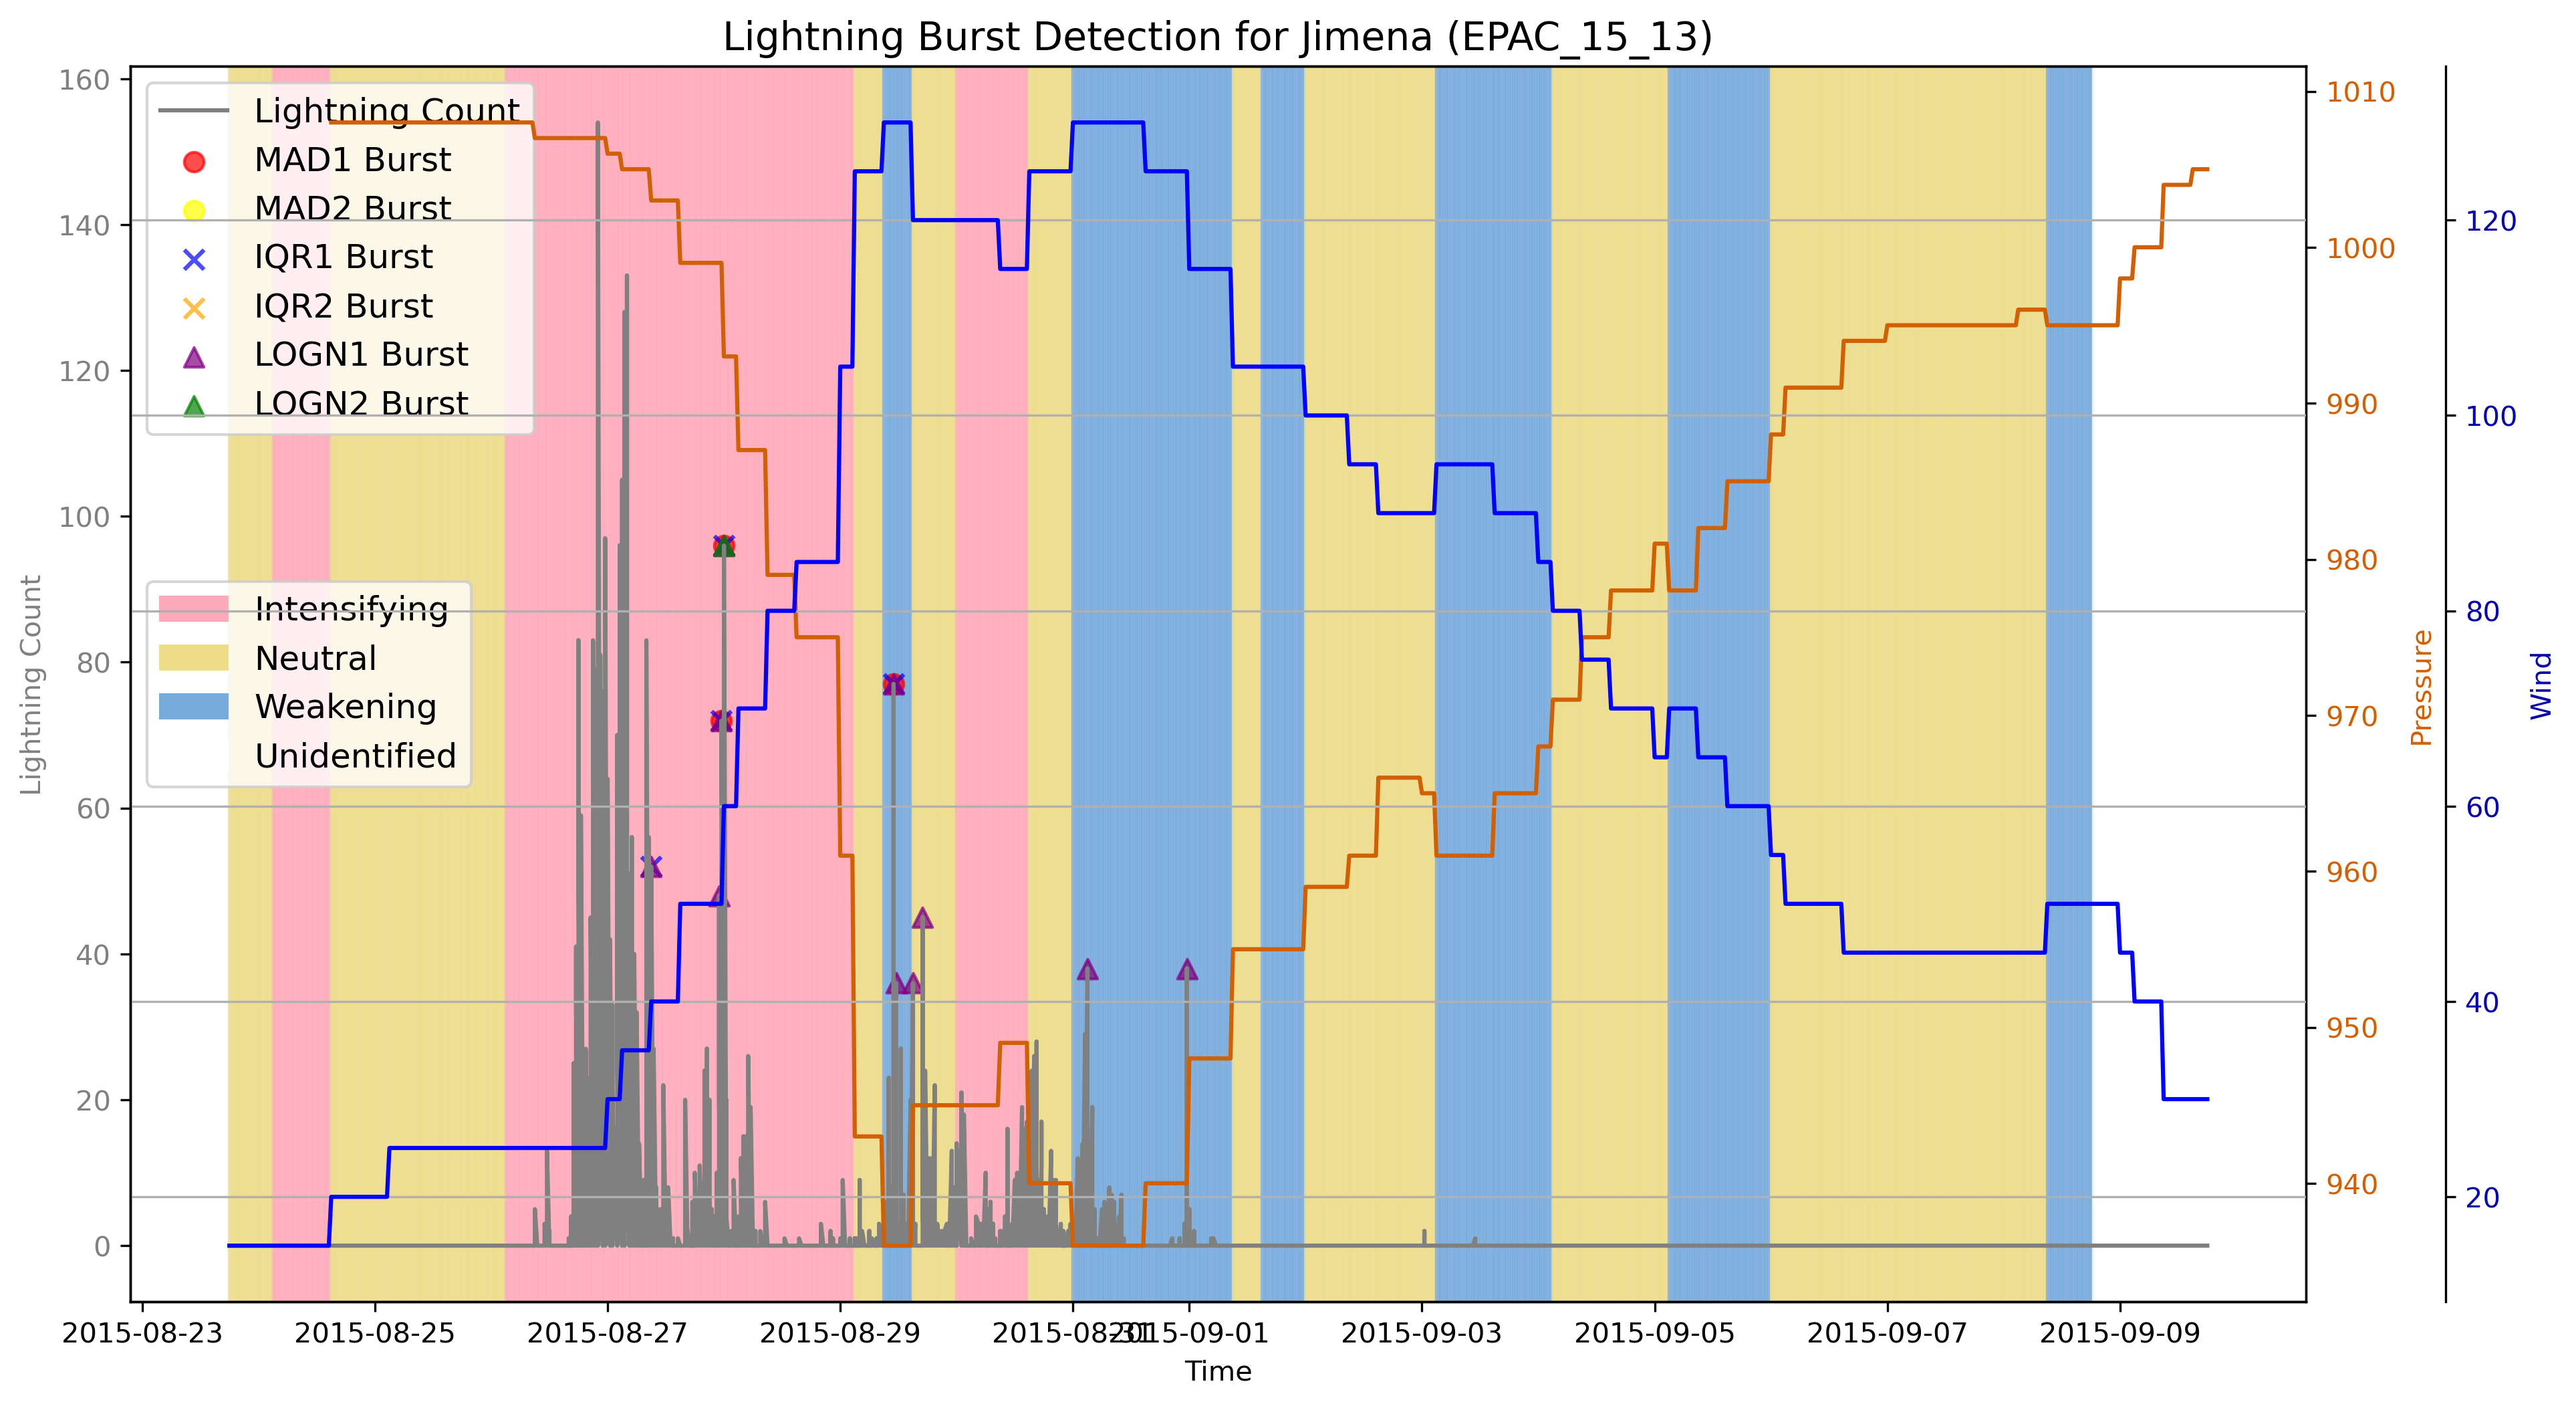 Lightning Burst Detection for Jimena (EPAC_15_13)
Lightning Count
MAD1 Burst
MAD2 Burst
IQR1 Burst
IQR2 Burst
LOGN1 Burst
LOGN2 Burst
Intensifying
Neutral
Weakening
Unidentified
160
140
120
100
80
60
40
20
0
Lightning Count
1010
1000
990
980
970
960
950
940
Pressure
120
100
80
60
40
20
Wind
2015-08-23
2015-08-25
2015-08-27
2015-08-29
2015-08-31
2015-09-01
2015-09-03
2015-09-05
2015-09-07
2015-09-09
Time